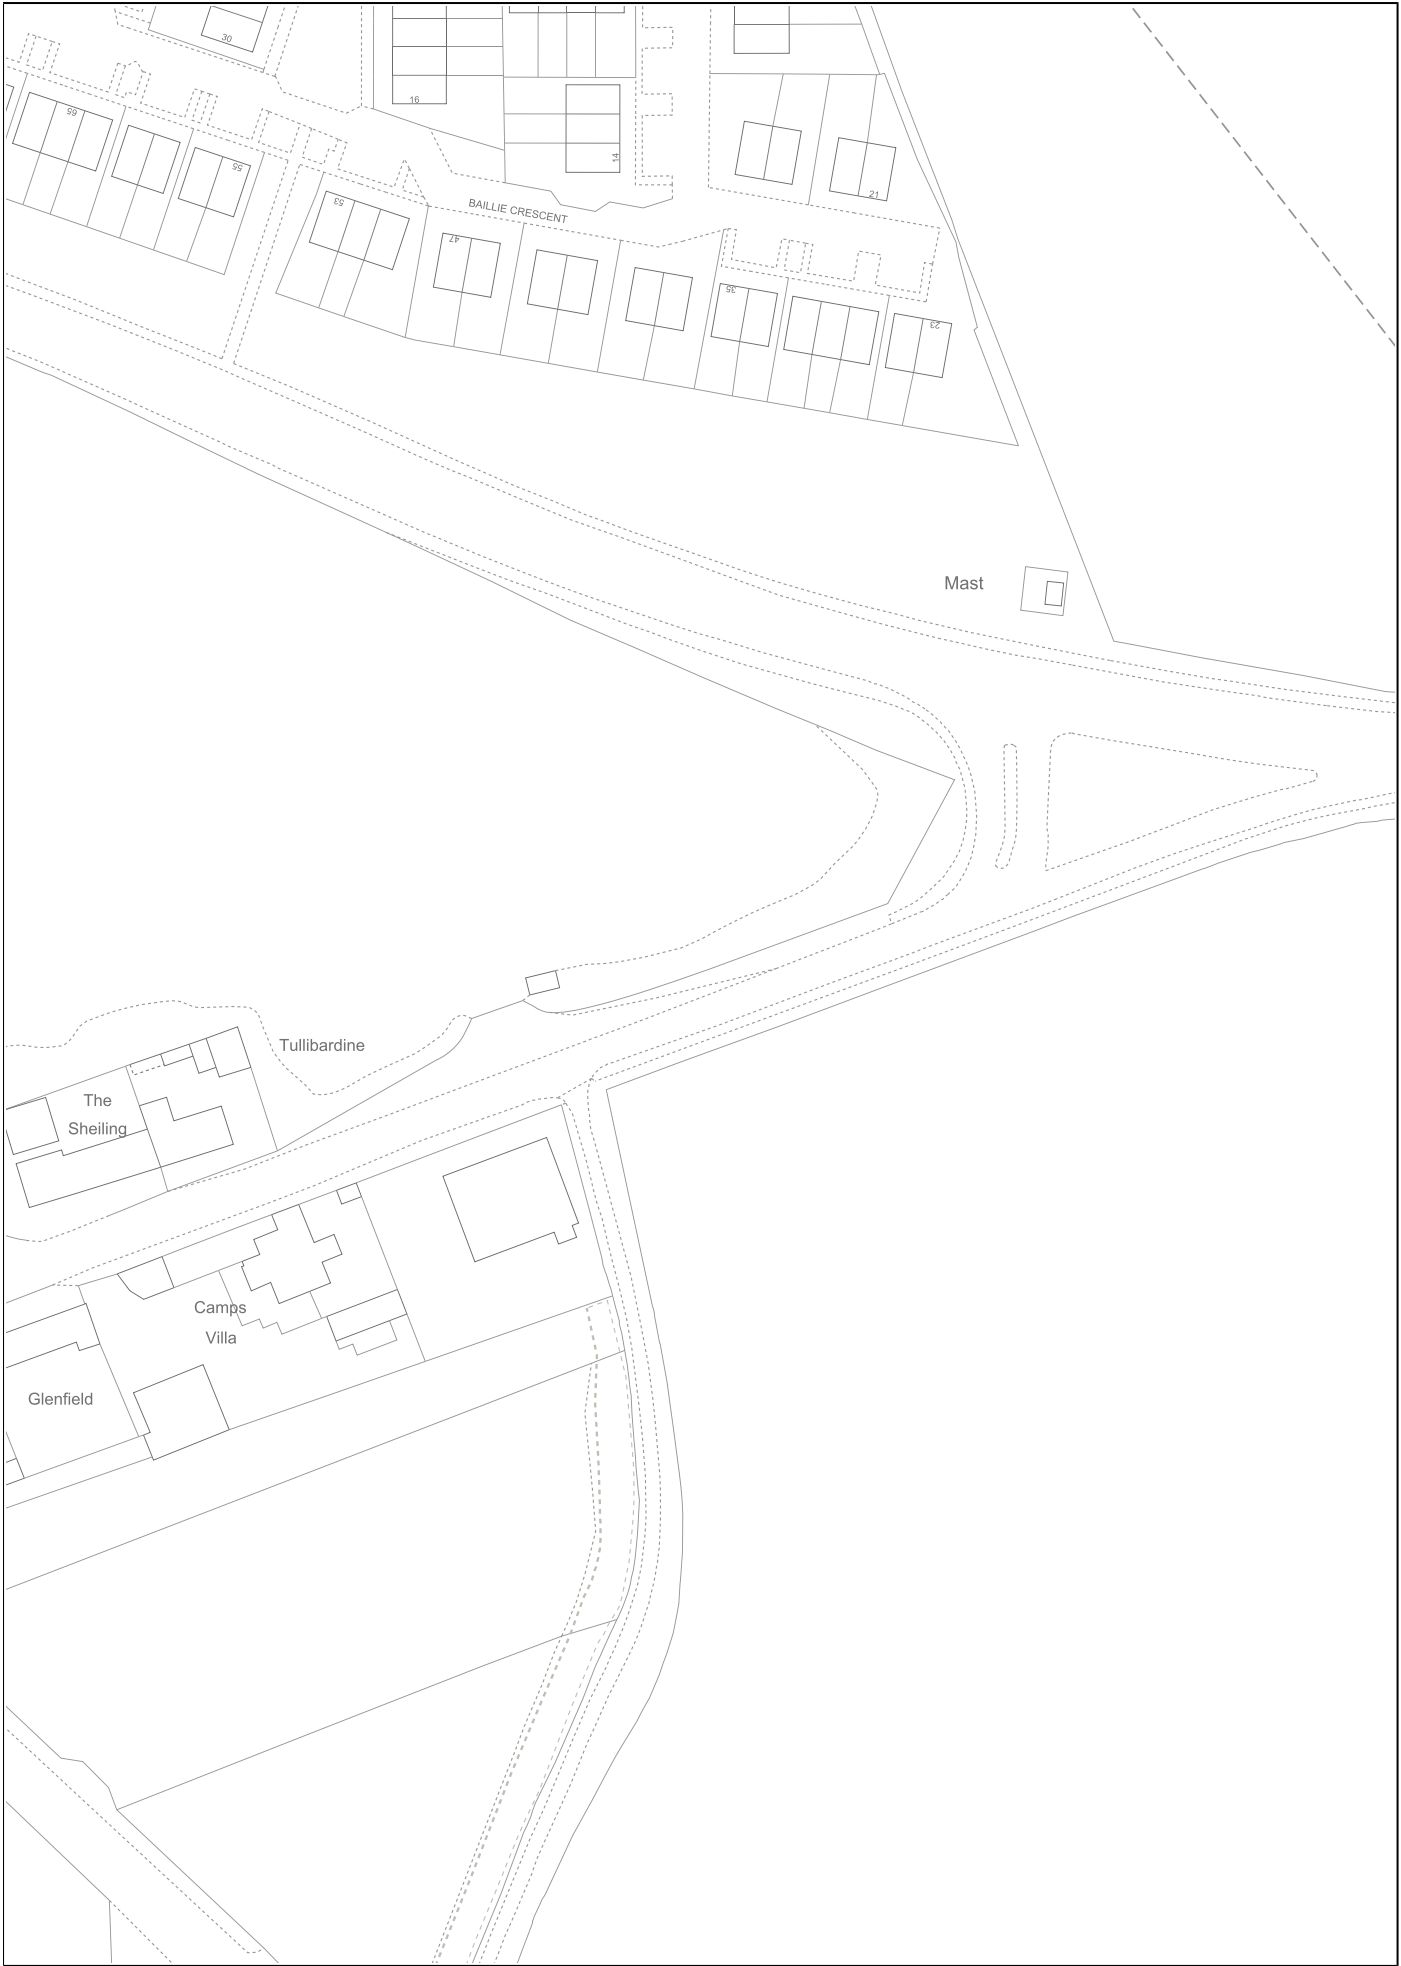 30
65
16
14
55
21
53
BAILLIE CRESCENT
47
35
23
Mast
Tullibardine
The
Sheiling
Camps
Villa
Glenfield